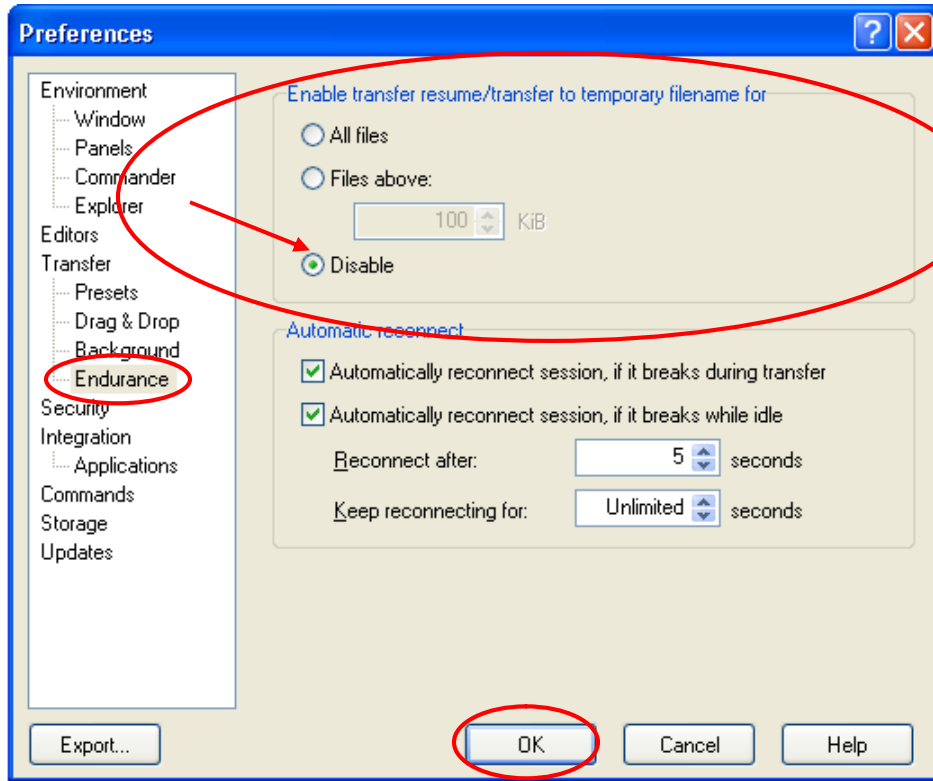 Preferences
Environment
Window
Panels
Commander
Explorer
Editors
Transfer
Presets
Drag & Drop
Background
Endurance
Security
Integration
Applications
Commands
Storage
Updates
Enable transfer resume/transfer to temporary filename for
All files
Files above:
100 KiB
Disable
Automatic reconnect
Automatically reconnect session, if it breaks during transfer
Automatically reconnect session, if it breaks while idle
Reconnect after: 5 seconds
Keep reconnecting for: Unlimited seconds
Export... OK Cancel Help